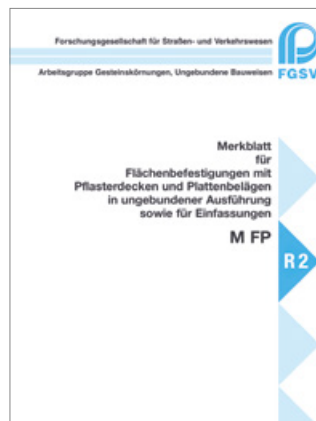 Forschungsgesellschaft für Straßen- und Verkehrswesen
FGSV
Arbeitsgruppe Gesteinskörnungen, Ungebundene Bauweisen
Merkblatt
für
Flächenbefestigungen mit
Pflasterdecken und Plattenbelägen
in ungebundener Ausführung
sowie für Einfassungen
M FP
R 2